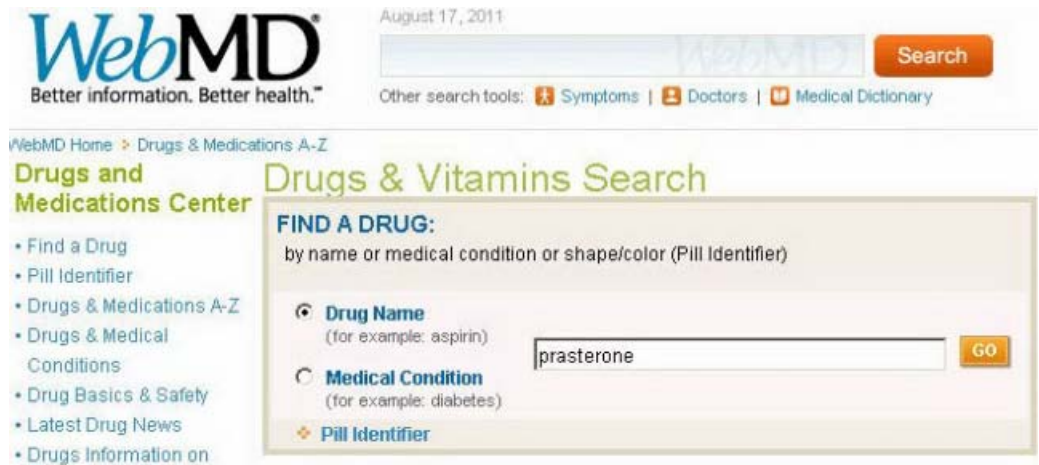 WebMD
Better information. Better health.™
August 17, 2011
WebMD
Search
Other search tools: Symptoms | Doctors | Medical Dictionary
WebMD Home > Drugs & Medications A-Z
Drugs and
Medications Center
• Find a Drug
• Pill Identifier
• Drugs & Medications A-Z
• Drugs & Medical
Conditions
• Drug Basics & Safety
• Latest Drug News
• Drugs Information on
Drugs & Vitamins Search
FIND A DRUG:
by name or medical condition or shape/color (Pill Identifier)
Drug Name
(for example: aspirin)
prasterone
GO
Medical Condition
(for example: diabetes)
Pill Identifier